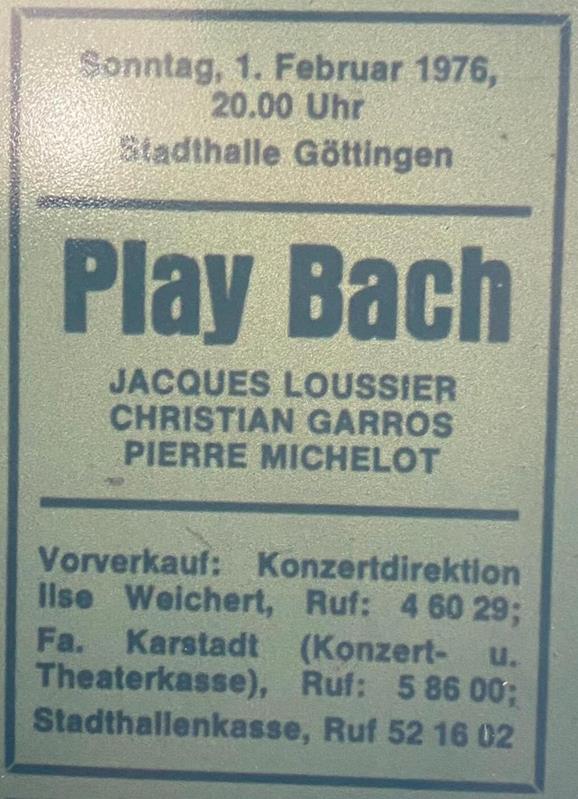 Sonntag, 1. Februar 1976,
20.00 Uhr
Stadthalle Göttingen
Play Bach
JACQUES LOUSSIER
CHRISTIAN GARROS
PIERRE MICHELOT
Vorverkauf: Konzertdirektion
Ilse Weichert, Ruf: 4 60 29;
Fa. Karstadt (Konzert- u.
Theaterkasse), Ruf: 5 86 00;
Stadthallenkasse, Ruf 52 16 02